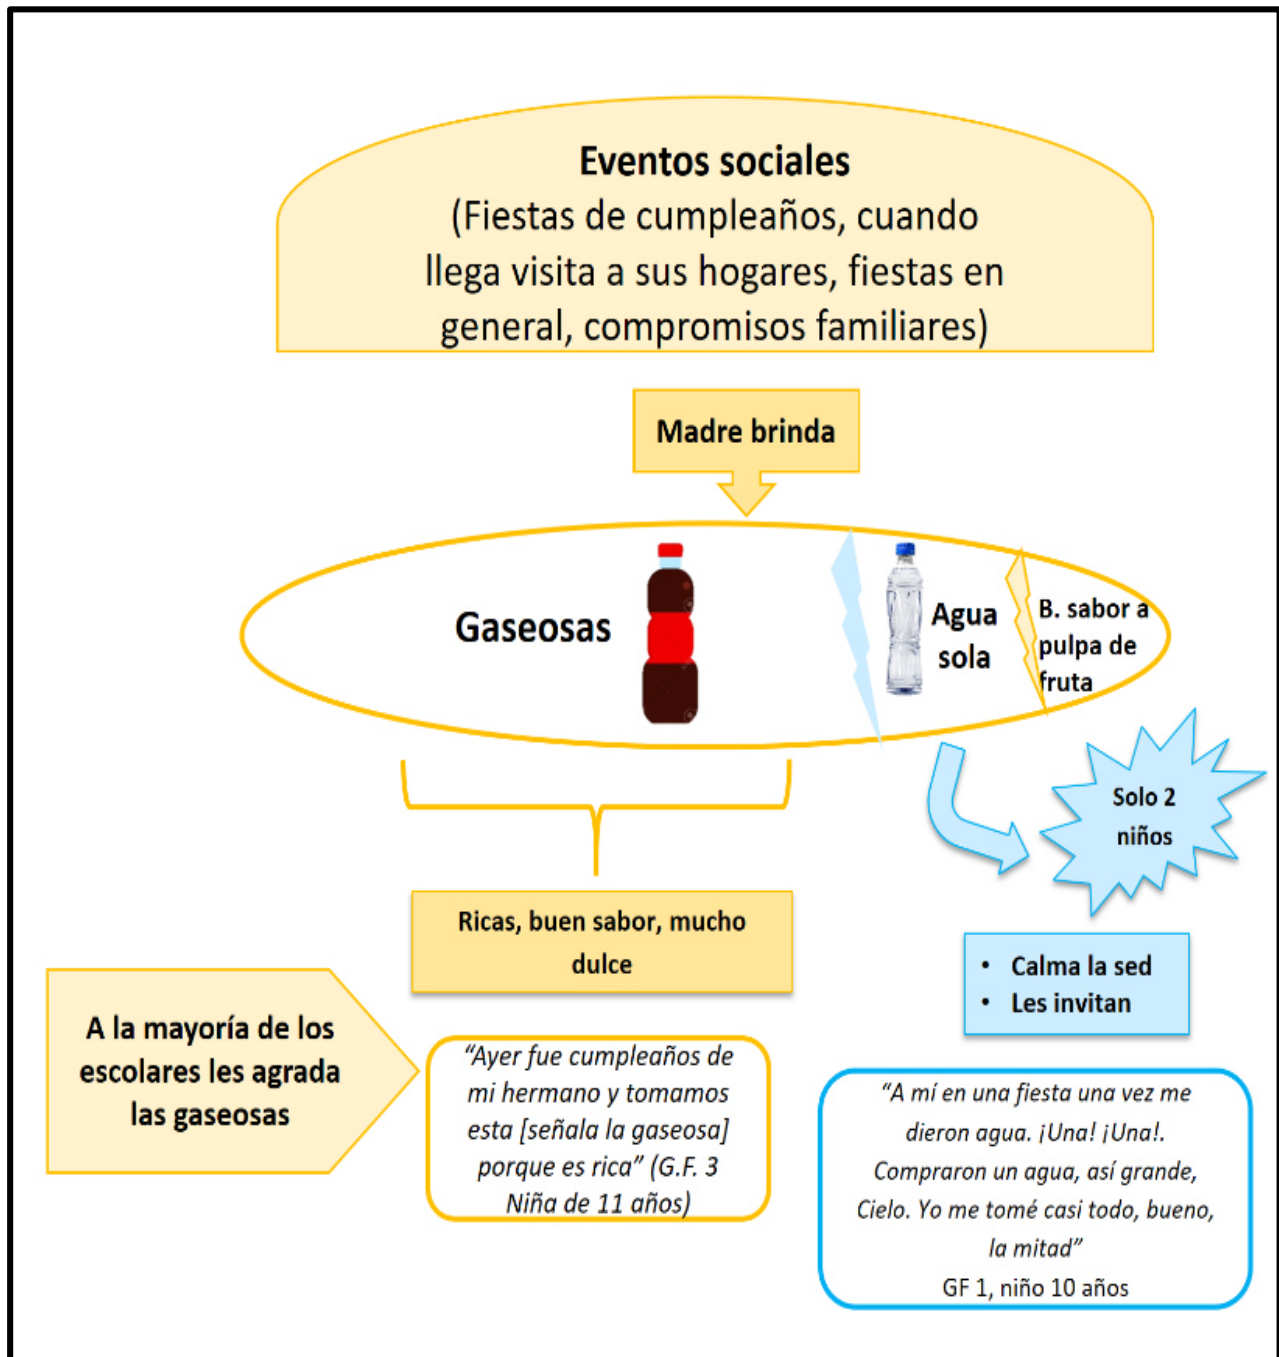 Eventos sociales
(Fiestas de cumpleaños, cuando
llega visita a sus hogares, fiestas en
general, compromisos familiares)
Madre brinda
Gaseosas
Agua
sola
B. sabor a
pulpa de
fruta
Solo 2
niños
Ricas, buen sabor, mucho
dulce
• Calma la sed
• Les invitan
A la mayoría de los
escolares les agrada
las gaseosas
“Ayer fue cumpleaños de
mi hermano y tomamos
esta [señala la gaseosa]
porque es rica” (G.F. 3
Niña de 11 años)
“A mí en una fiesta una vez me
dieron agua. ¡Una! ¡Una!.
Compraron un agua, así grande,
Cielo. Yo me tomé casi todo, bueno,
la mitad”
GF 1, niño 10 años